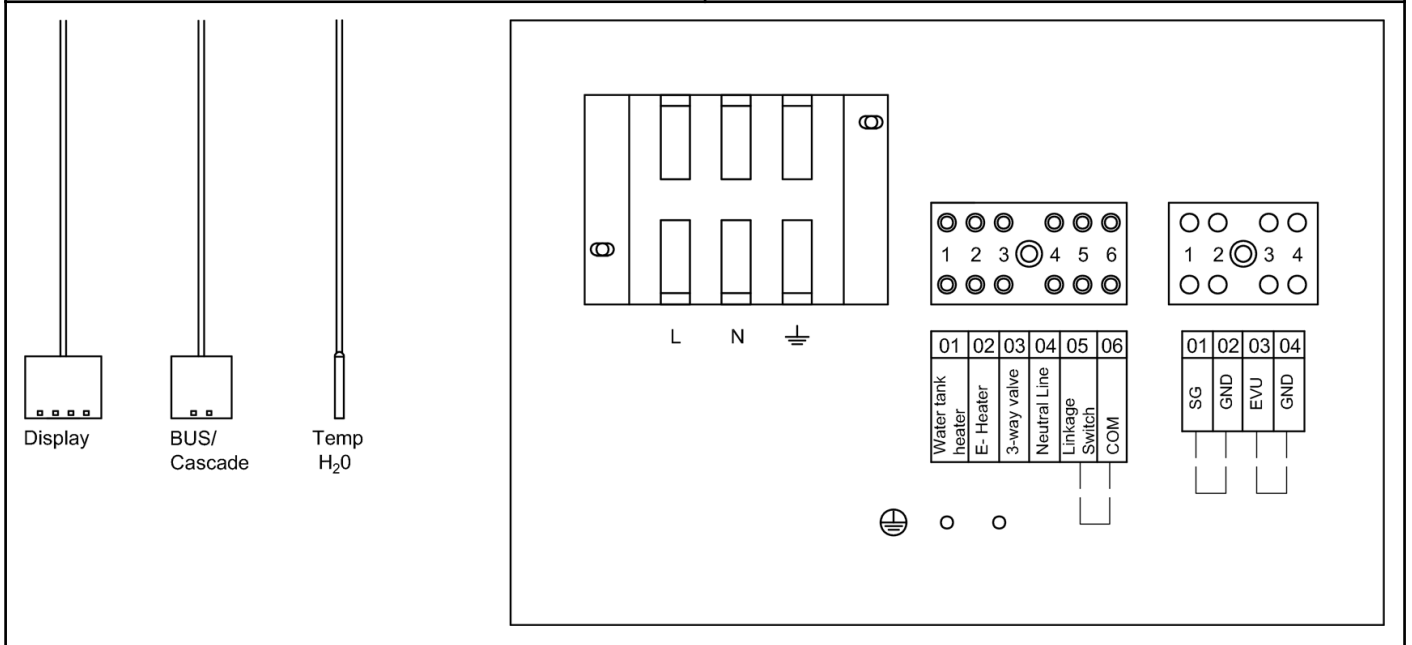 Display
BUS/
Cascade
Temp
H₂0
L N
1 2 3 4 5 6
1 2 3 4
01 02 03 04 05 06
Water tank
heater
E- Heater
3-way valve
Neutral Line
Linkage
Switch
COM
01 02 03 04
SG
GND
EVU
GND